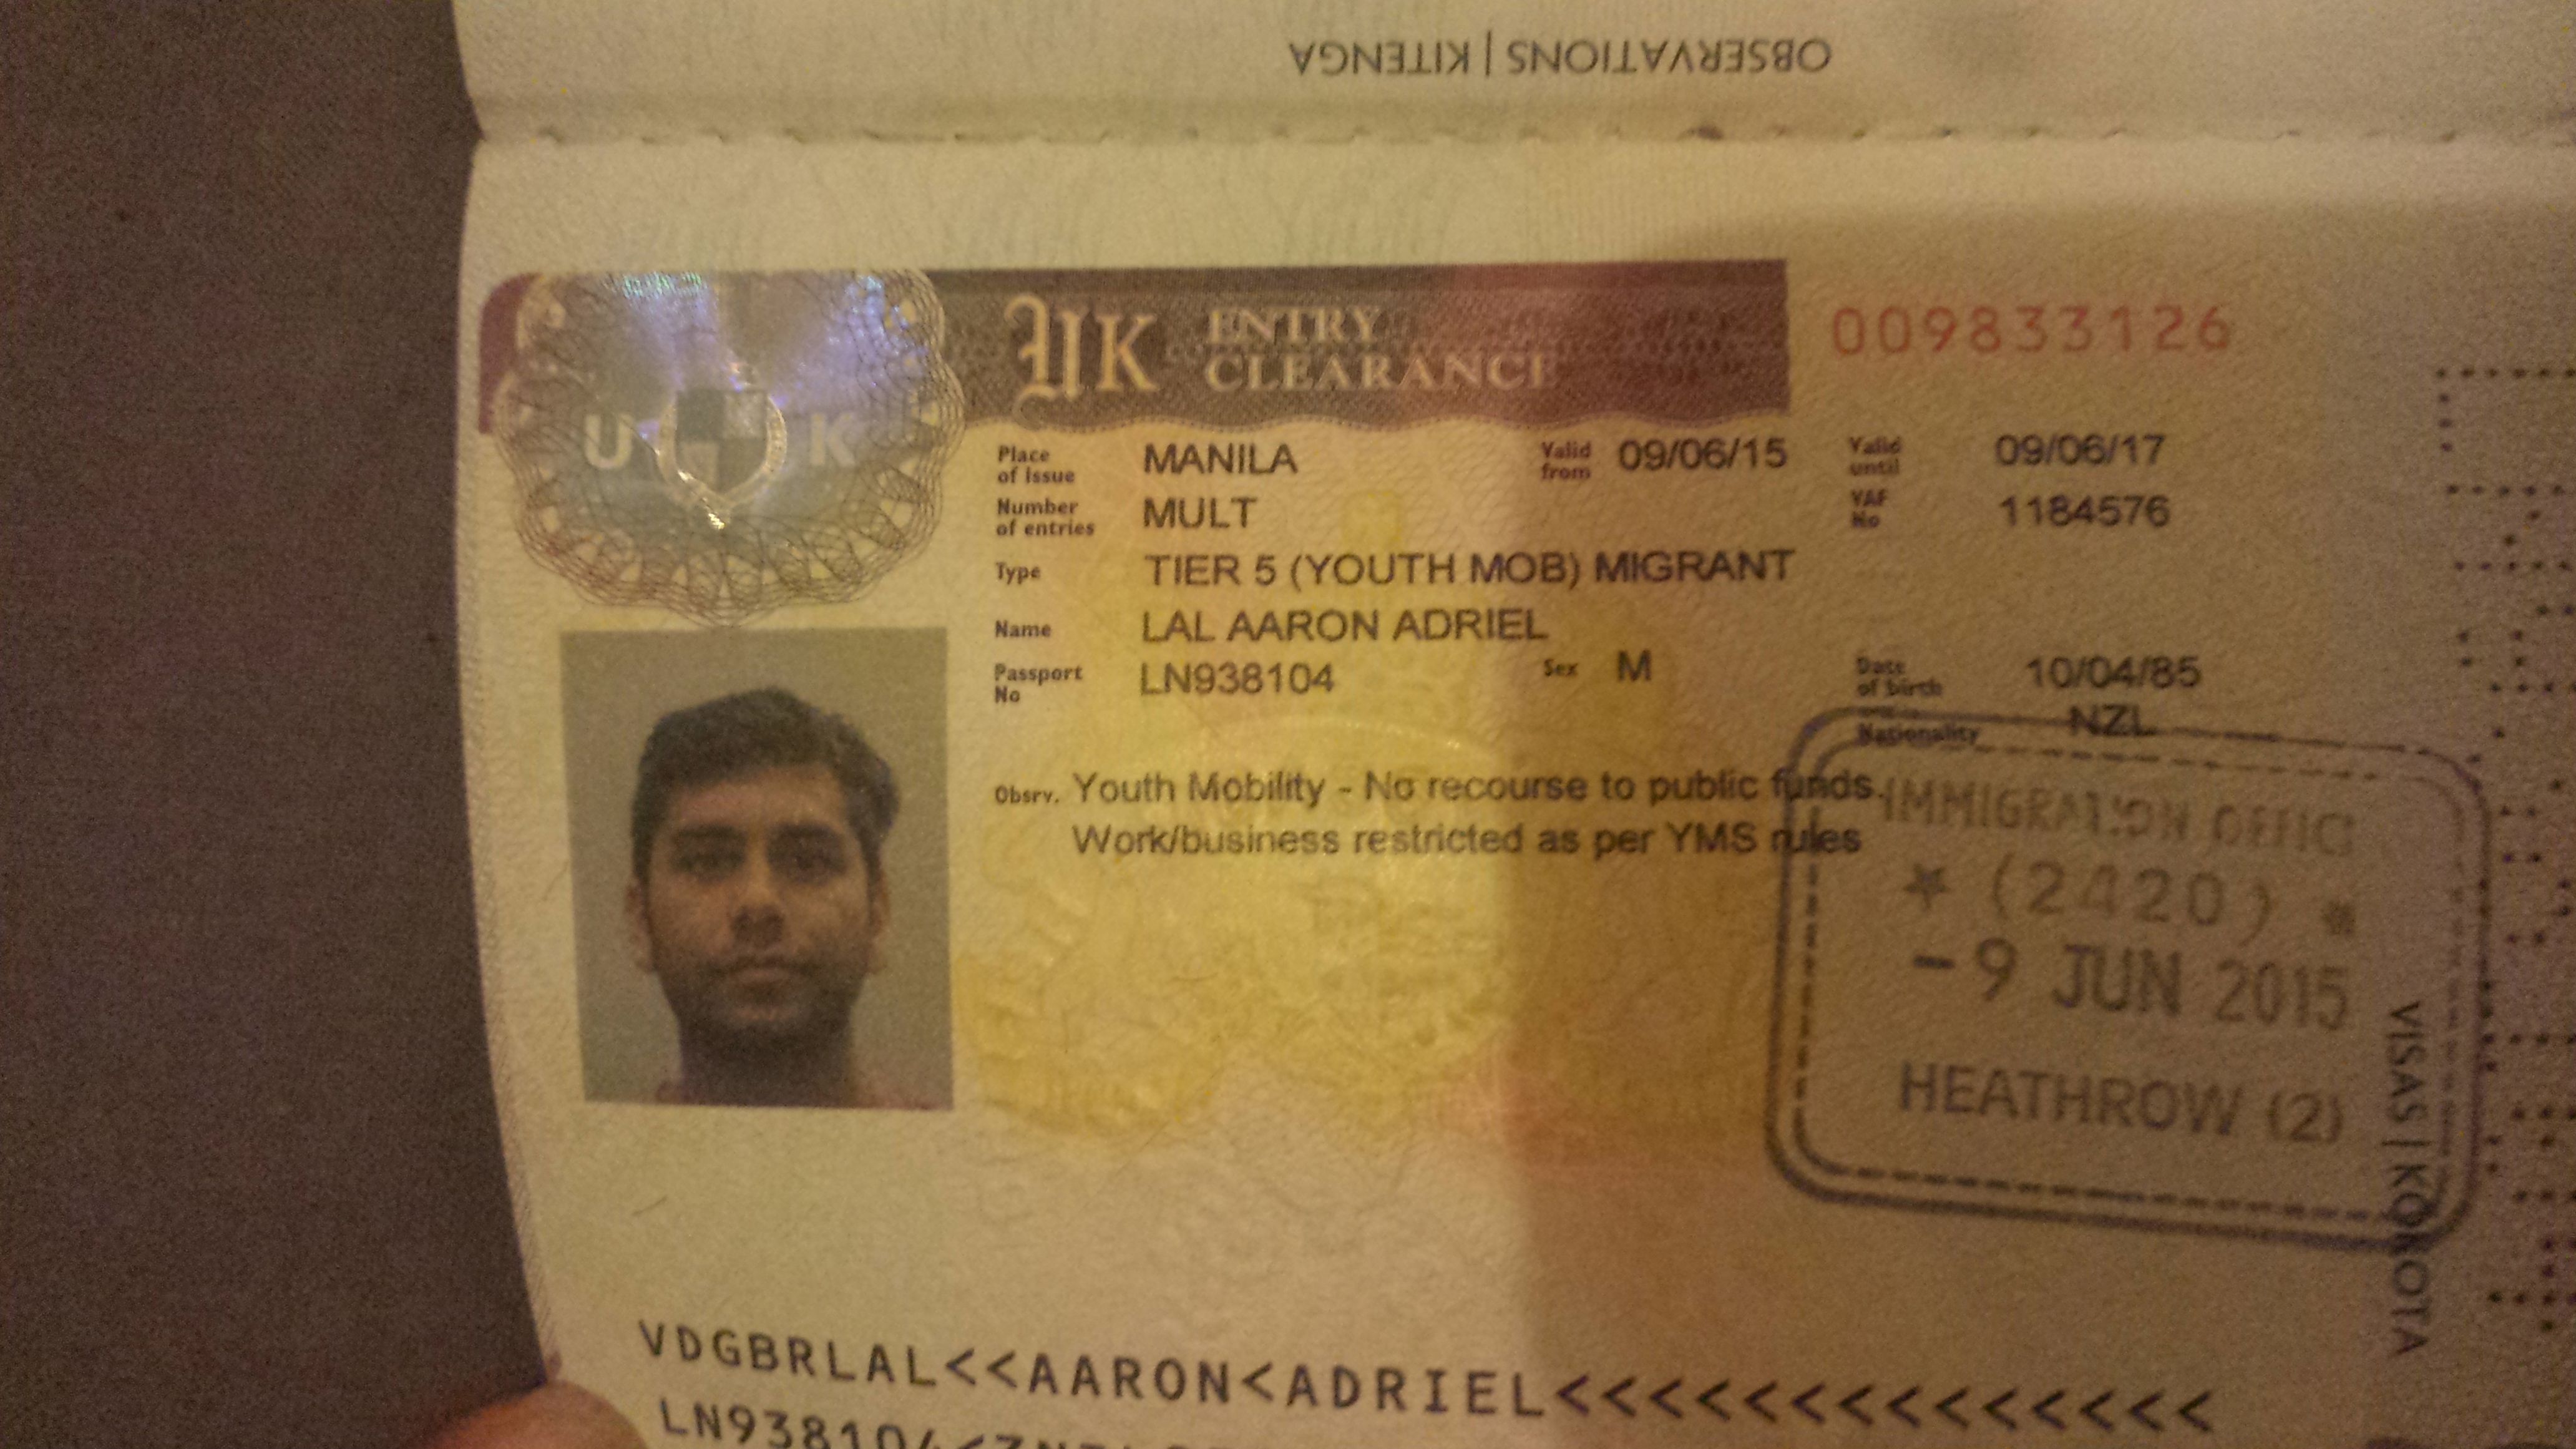 OBSERVATIONS | KITENGA
UK ENTRY CLEARANCE 009833126
U K
Place of Issue MANILA Valid from 09/06/15 Valid until 09/06/17
Number of entries MULT VAF No 1184576
Type TIER 5 (YOUTH MOB) MIGRANT
Name LAL AARON ADRIEL
Passport No LN938104 Sex M Date of birth 10/04/85
Nationality NZL
Obsrv. Youth Mobility - No recourse to public funds.
Work/business restricted as per YMS rules
IMMIGRATION OFFICE
(2420)
-9 JUN 2015
HEATHROW (2)
VISAS | KOROTA
VDGBRLAL<<AARON<ADRIEL<<<<<<<<<<<<<<<<
LN938104<